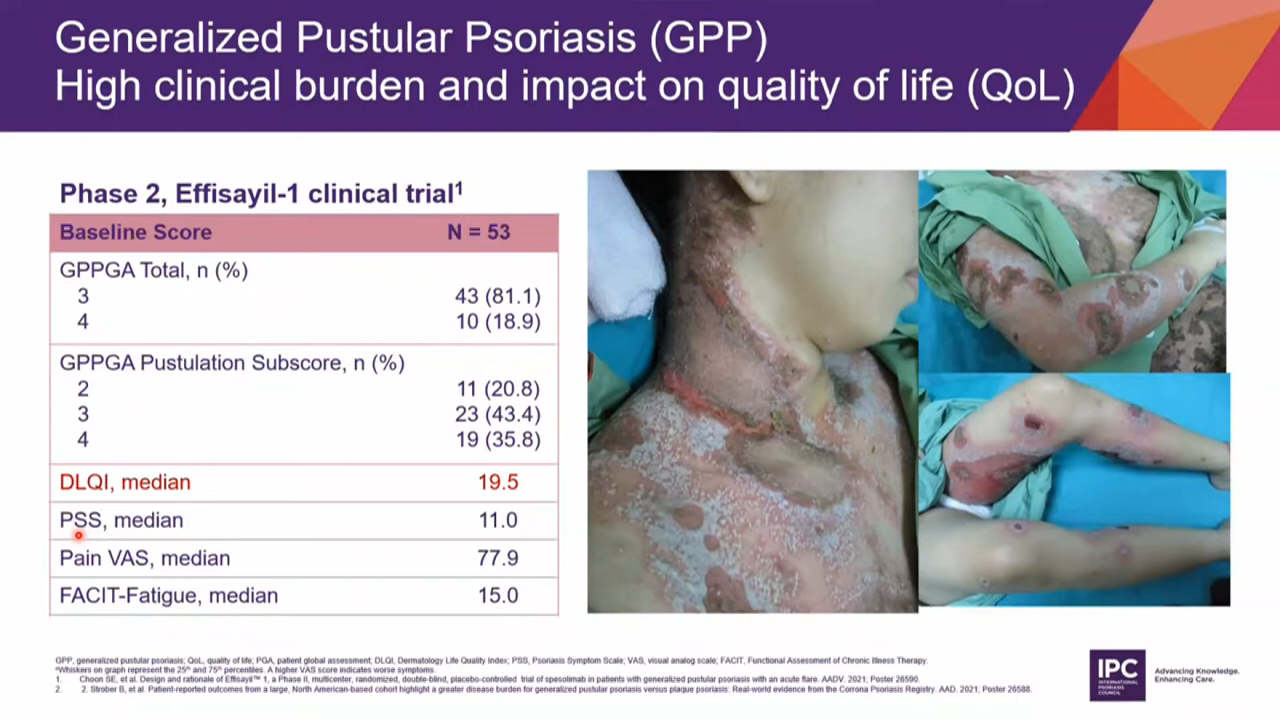 Generalized Pustular Psoriasis (GPP)
High clinical burden and impact on quality of life (QoL)
Phase 2, Effisayil-1 clinical trial¹
Baseline Score N = 53
GPPGA Total, n (%)
3 43 (81.1)
4 10 (18.9)
GPPGA Pustulation Subscore, n (%)
2 11 (20.8)
3 23 (43.4)
4 19 (35.8)
DLQI, median 19.5
PSS, median 11.0
Pain VAS, median 77.9
FACIT-Fatigue, median 15.0
GPP, generalized pustular psoriasis; QoL, quality of life; PGA, patient global assessment; DLQI, Dermatology Life Quality Index; PSS, Psoriasis Symptom Scale; VAS, visual analog scale; FACIT, Functional Assessment of Chronic Illness Therapy.
ᵃWhiskers on graph represent the 25ᵗʰ and 75ᵗʰ percentiles. A higher VAS score indicates worse symptoms.
1. Choon SE, et al. Design and rationale of Effisayil™ 1, a Phase II, multicenter, randomized, double-blind, placebo-controlled trial of spesolimab in patients with generalized pustular psoriasis with an acute flare. AADV. 2021; Poster 26590.
2. 2. Strober B, et al. Patient-reported outcomes from a large, North American-based cohort highlight a greater disease burden for generalized pustular psoriasis versus plaque psoriasis: Real-world evidence from the Corrona Psoriasis Registry. AAD. 2021; Poster 26588.
IPC
INTERNATIONAL
PSORIASIS
COUNCIL
Advancing Knowledge.
Enhancing Care.